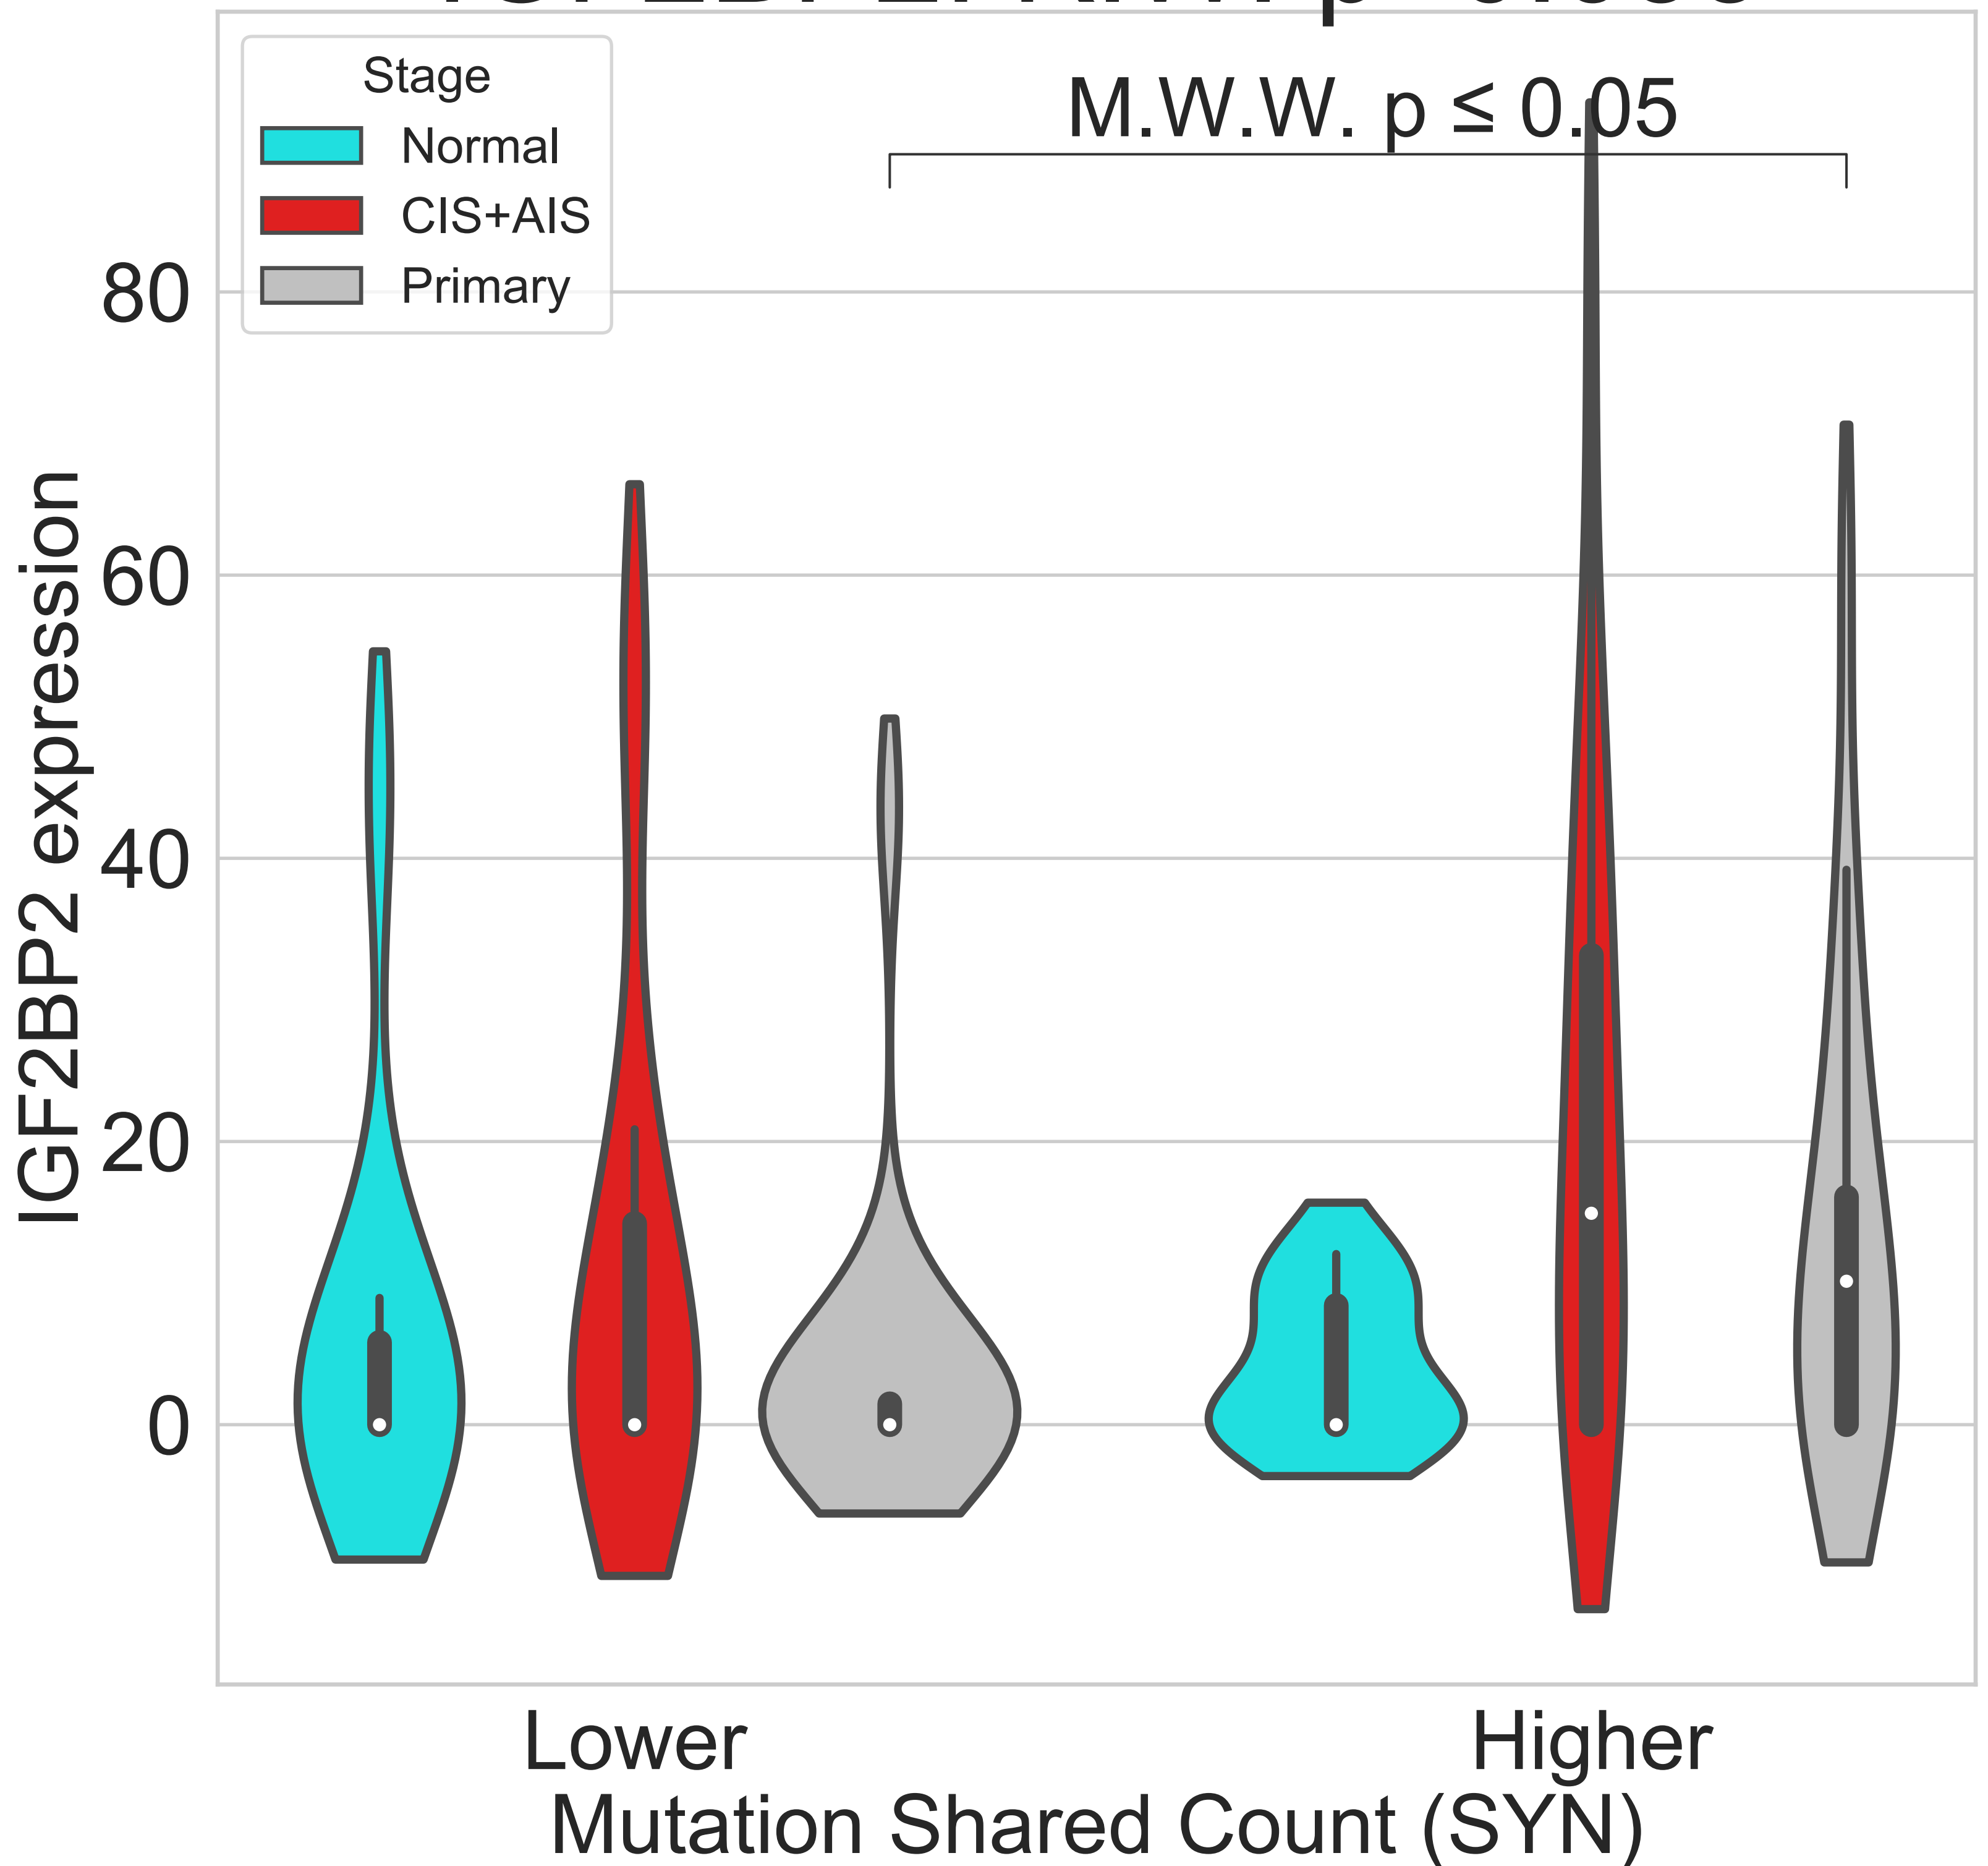 Stage
Normal
CIS+AIS
Primary
M.W.W. p ≤ 0.05
80
60
40
20
0
IGF2BP2 expression
Lower
Higher
Mutation Shared Count (SYN)